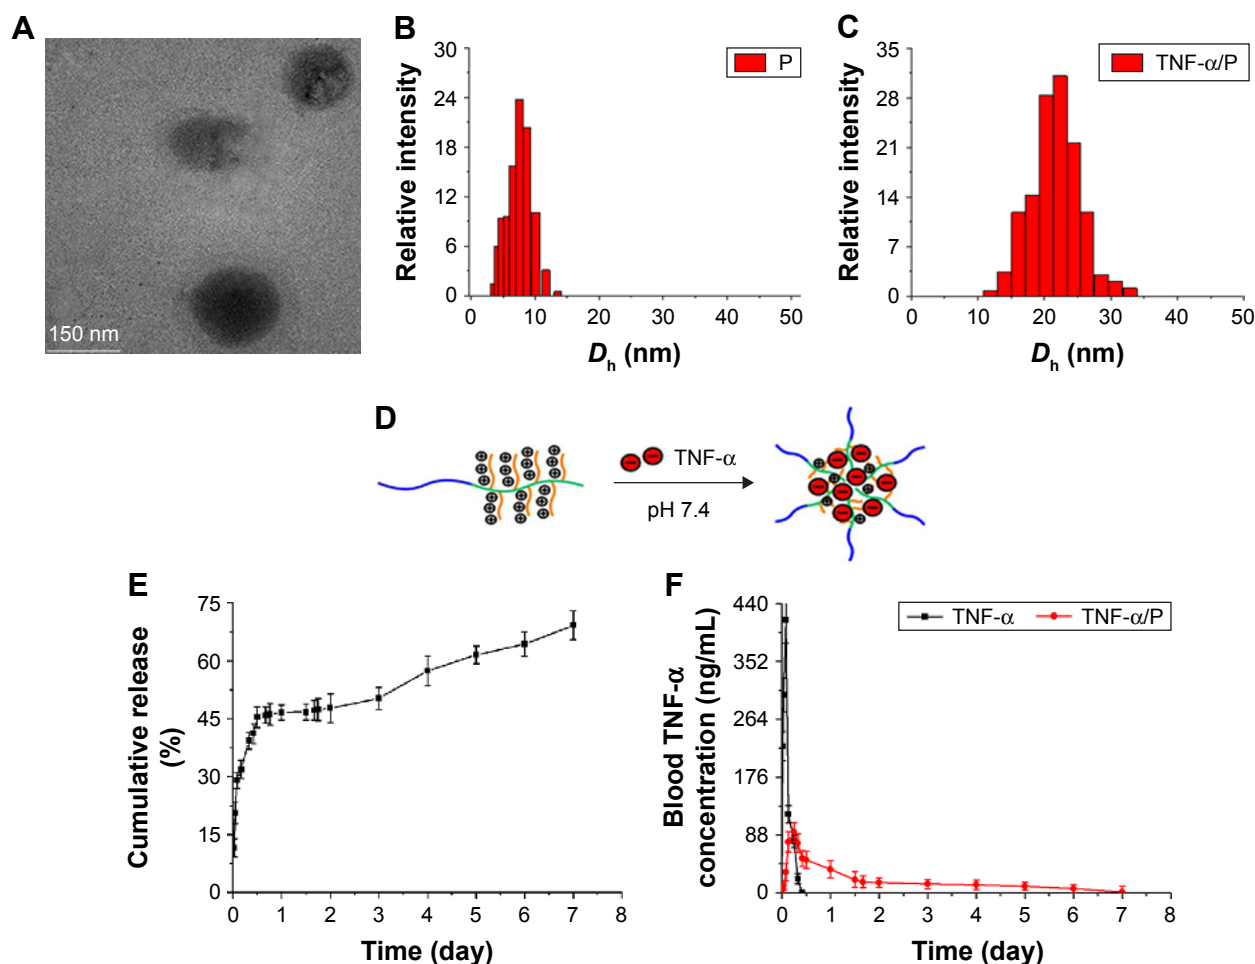 A
150 nm
B
Relative intensity
30
24
18
12
6
0
0 10 20 30 40 50
D h (nm)
P
C
Relative intensity
35
28
21
14
7
0
0 10 20 30 40 50
D h (nm)
TNF-α/P
D
TNF-α
pH 7.4
E
Cumulative release
(%)
75
60
45
30
15
0
0 1 2 3 4 5 6 7 8
Time (day)
F
Blood TNF-α
concentration (ng/mL)
440
352
264
176
88
0
0 1 2 3 4 5 6 7 8
Time (day)
TNF-α TNF-α/P